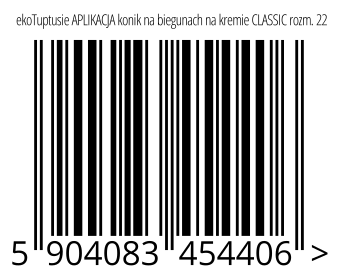 ekoTuptusie APLIKACJA konik na biegunach na kremie CLASSIC rozm. 22
5 904083 454406 >